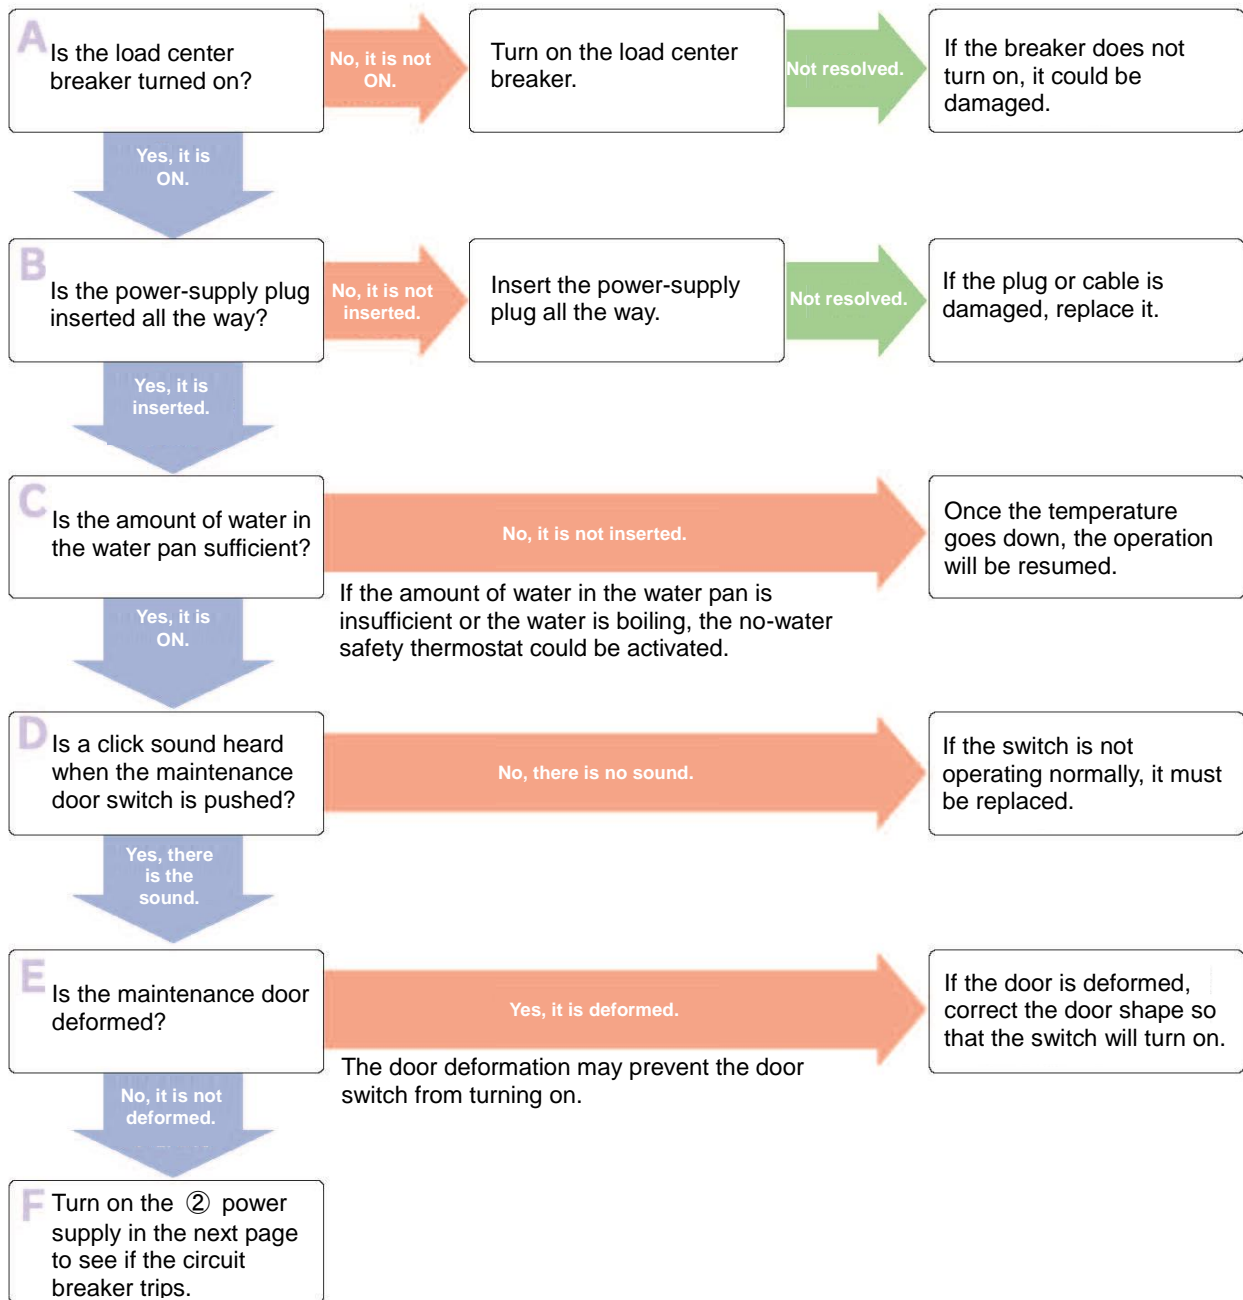 A
Is the load center
breaker turned on?
No, it is not
ON.
Turn on the load center
breaker.
Not resolved.
If the breaker does not
turn on, it could be
damaged.
Yes, it is
ON.
B
Is the power-supply plug
inserted all the way?
No, it is not
inserted.
Insert the power-supply
plug all the way.
Not resolved.
If the plug or cable is
damaged, replace it.
Yes, it is
inserted.
C
Is the amount of water in
the water pan sufficient?
No, it is not inserted.
Once the temperature
goes down, the operation
will be resumed.
If the amount of water in the water pan is
insufficient or the water is boiling, the no-water
safety thermostat could be activated.
Yes, it is
ON.
D
Is a click sound heard
when the maintenance
door switch is pushed?
No, there is no sound.
If the switch is not
operating normally, it must
be replaced.
Yes, there
is the
sound.
E
Is the maintenance door
deformed?
Yes, it is deformed.
If the door is deformed,
correct the door shape so
that the switch will turn on.
The door deformation may prevent the door
switch from turning on.
No, it is not
deformed.
F
Turn on the ② power
supply in the next page
to see if the circuit
breaker trips.